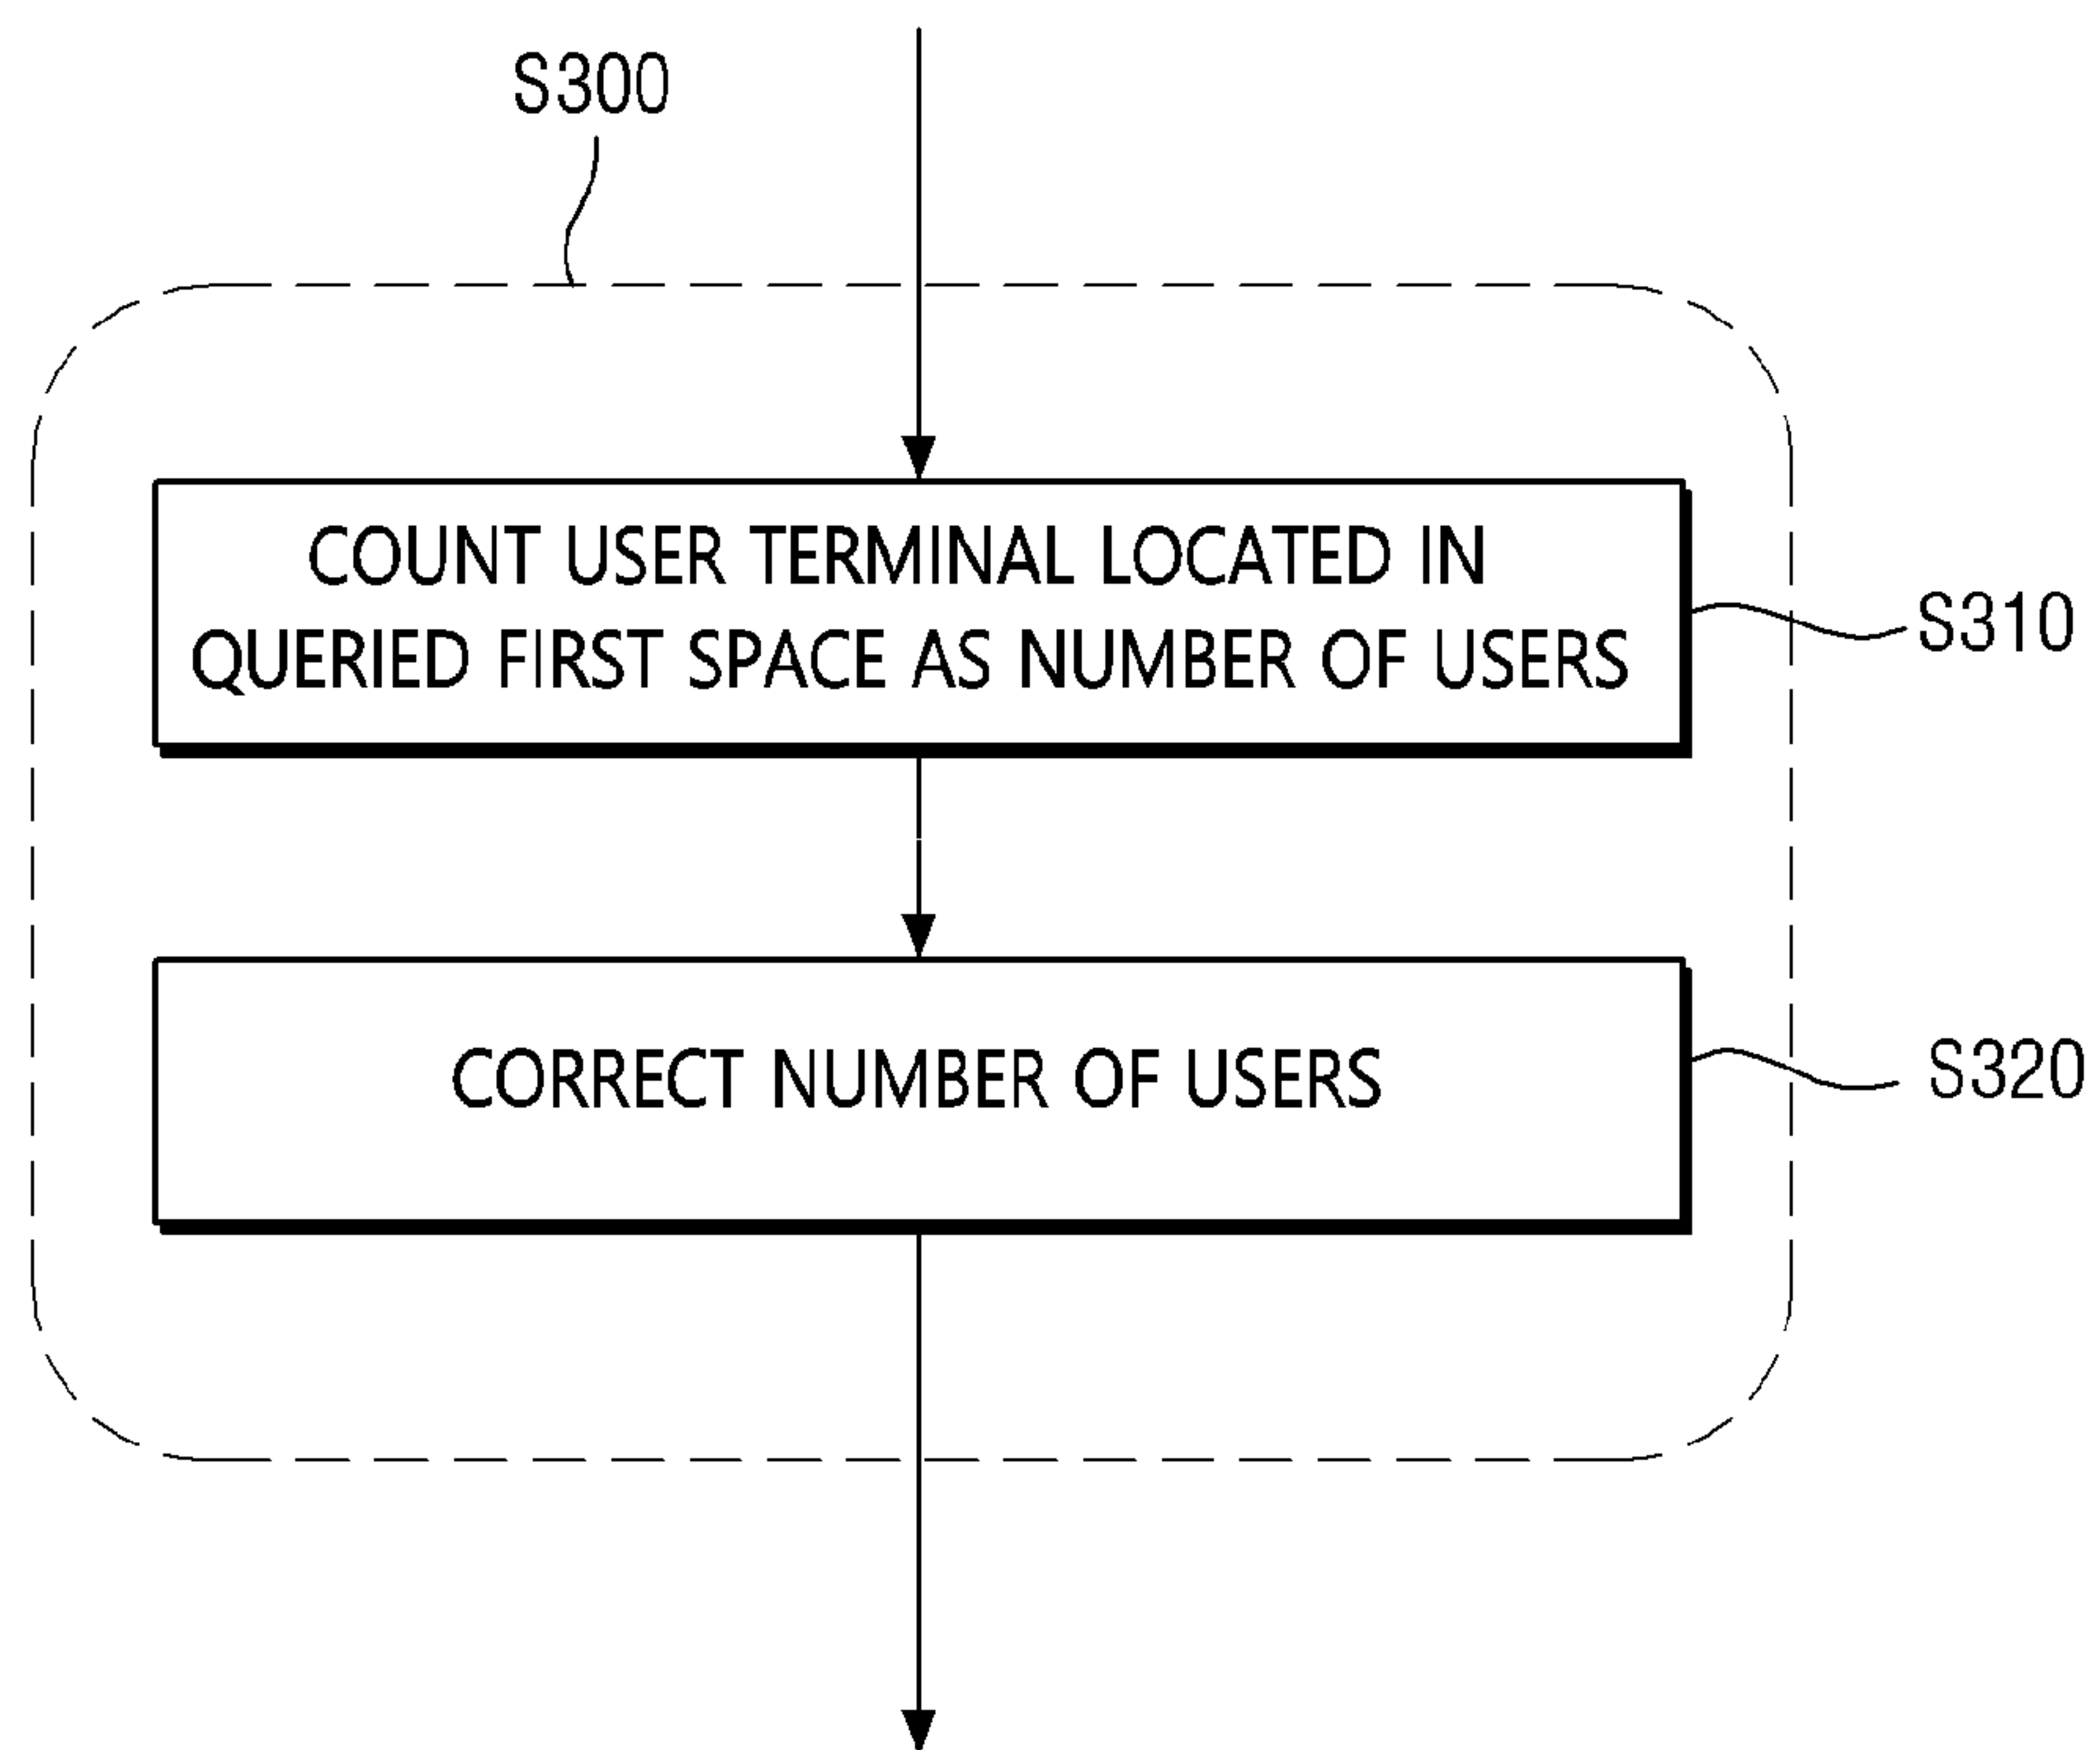 S300
COUNT USER TERMINAL LOCATED IN
QUERIED FIRST SPACE AS NUMBER OF USERS
S310
CORRECT NUMBER OF USERS
S320